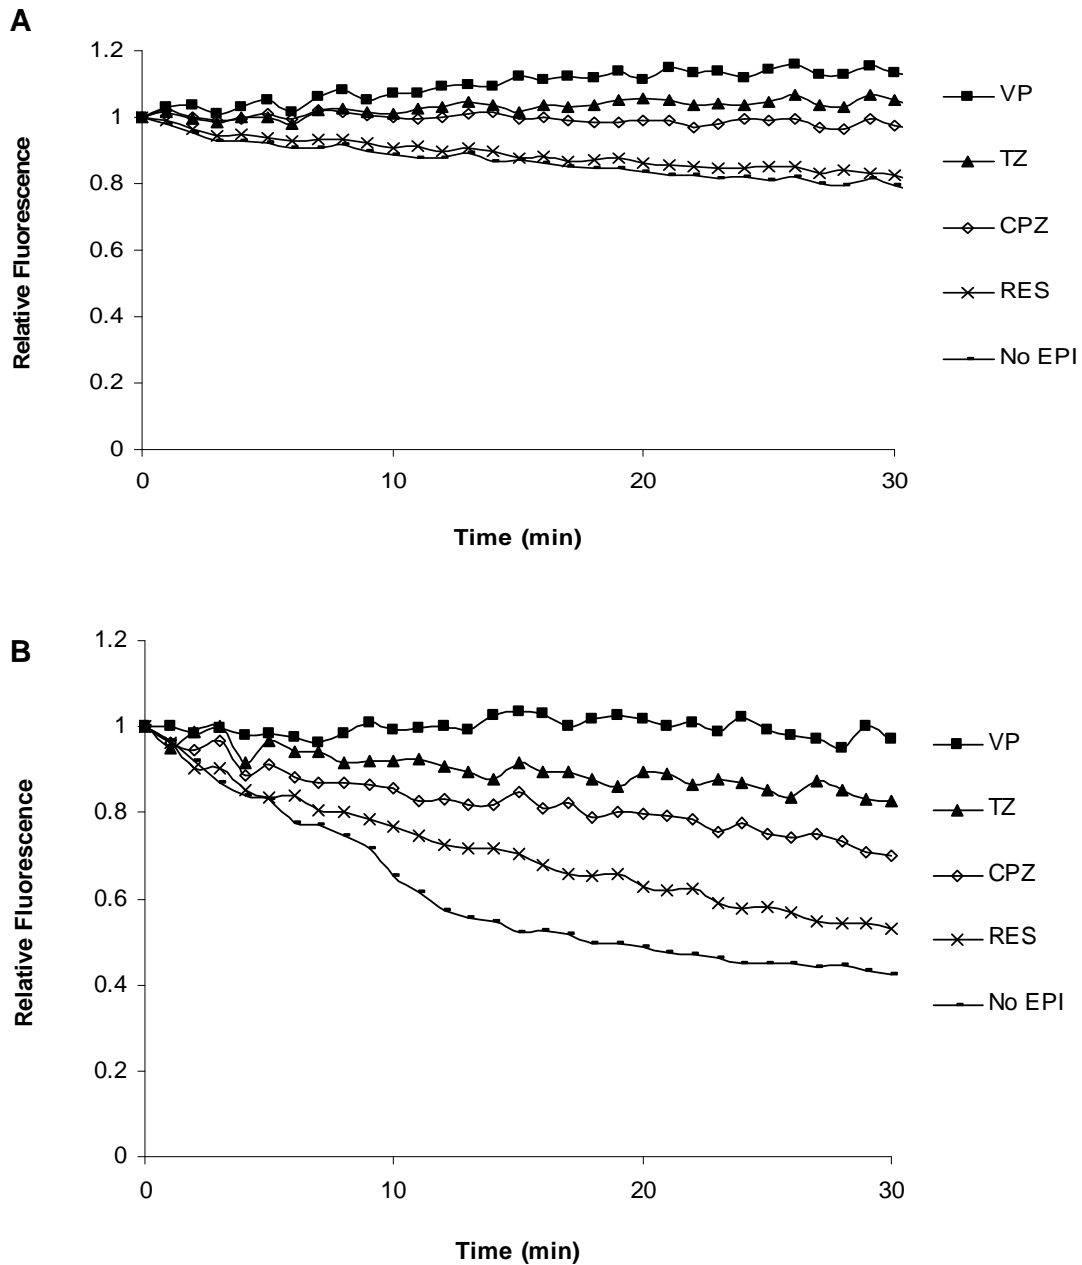 A
1.2
1
0.8
0.6
0.4
0.2
0
Relative Fluorescence
0 10 20 30
Time (min)
VP
TZ
CPZ
RES
No EPI
B
1.2
1
0.8
0.6
0.4
0.2
0
Relative Fluorescence
0 10 20 30
Time (min)
VP
TZ
CPZ
RES
No EPI